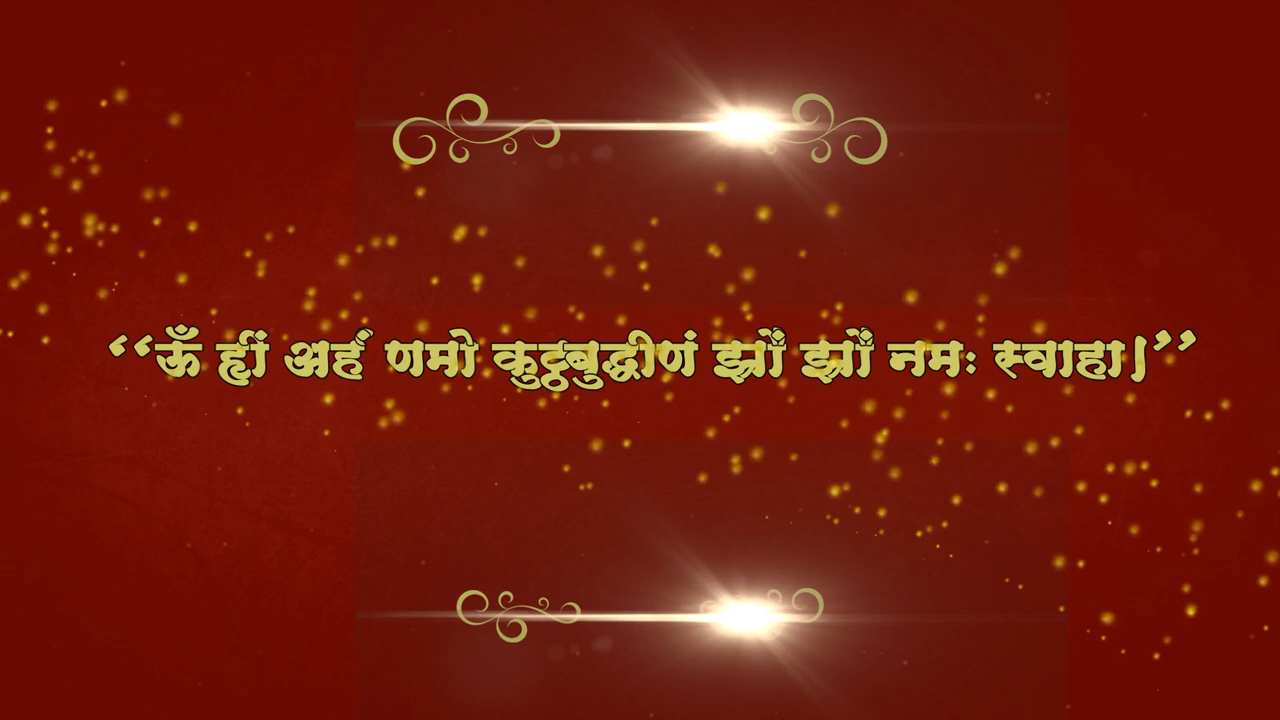 “ॐ ह्रीं अर्हं णमो कुट्ठबुद्धीणं झ्रौं झ्रौं नमः स्वाहा।”